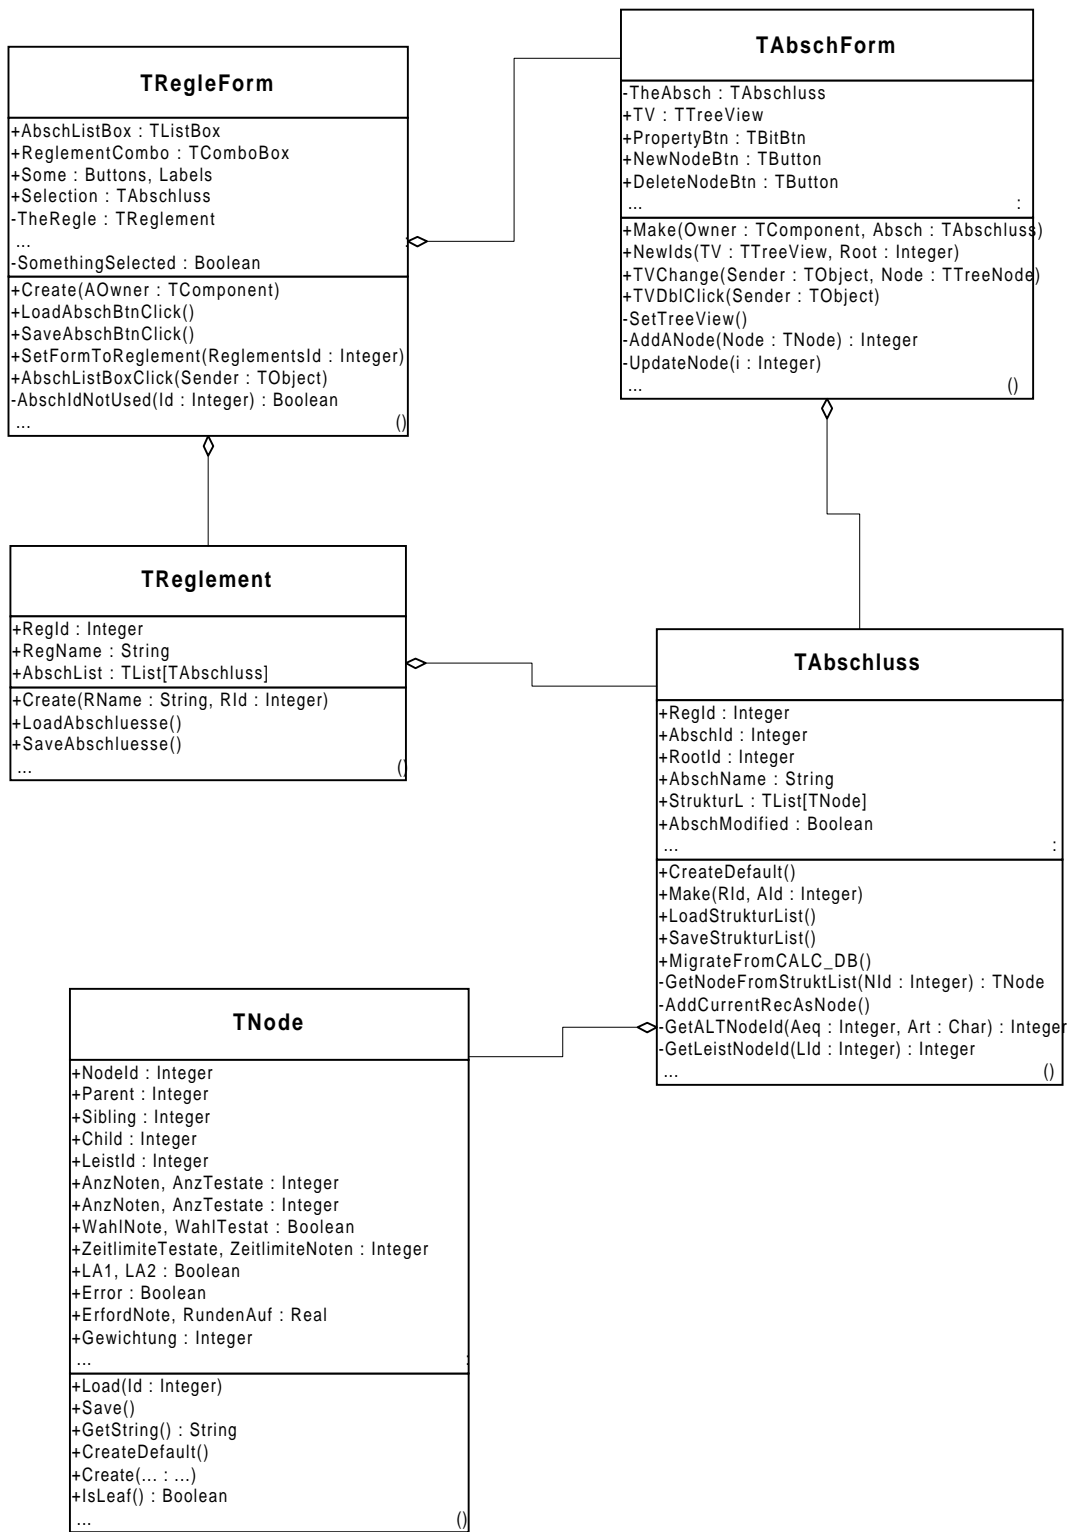 TRegleForm
+AbschListBox : TListBox
+ReglementCombo : TComboBox
+Some : Buttons, Labels
+Selection : TAbschluss
-TheRegle : TReglement
...
-SomethingSelected : Boolean
+Create(AOwner : TComponent)
+LoadAbschBtnClick()
+SaveAbschBtnClick()
+SetFormToReglement(ReglementsId : Integer)
+AbschListBoxClick(Sender : TObject)
-AbschIdNotUsed(Id : Integer) : Boolean
... ()
TAbschForm
-TheAbsch : TAbschluss
+TV : TTreeView
+PropertyBtn : TBitBtn
+NewNodeBtn : TButton
+DeleteNodeBtn : TButton
... :
+Make(Owner : TComponent, Absch : TAbschluss)
+NewIds(TV : TTreeView, Root : Integer)
+TVChange(Sender : TObject, Node : TTreeNode)
+TVDblClick(Sender : TObject)
-SetTreeView()
-AddANode(Node : TNode) : Integer
-UpdateNode(i : Integer)
... ()
TReglement
+RegId : Integer
+RegName : String
+AbschList : TList[TAbschluss]
+Create(RName : String, RId : Integer)
+LoadAbschluesse()
+SaveAbschluesse()
... ()
TAbschluss
+RegId : Integer
+AbschId : Integer
+RootId : Integer
+AbschName : String
+StrukturL : TList[TNode]
+AbschModified : Boolean
... :
+CreateDefault()
+Make(RId, AId : Integer)
+LoadStrukturList()
+SaveStrukturList()
+MigrateFromCALC_DB()
-GetNodeFromStruktList(NId : Integer) : TNode
-AddCurrentRecAsNode()
-GetALTNodeId(Aeq : Integer, Art : Char) : Integer
-GetLeistNodeId(LId : Integer) : Integer
... ()
TNode
+NodeId : Integer
+Parent : Integer
+Sibling : Integer
+Child : Integer
+LeistId : Integer
+AnzNoten, AnzTestate : Integer
+AnzNoten, AnzTestate : Integer
+WahlNote, WahlTestat : Boolean
+ZeitlimiteTestate, ZeitlimiteNoten : Integer
+LA1, LA2 : Boolean
+Error : Boolean
+ErfordNote, RundenAuf : Real
+Gewichtung : Integer
... :
+Load(Id : Integer)
+Save()
+GetString() : String
+CreateDefault()
+Create(... : ...)
+IsLeaf() : Boolean
... ()